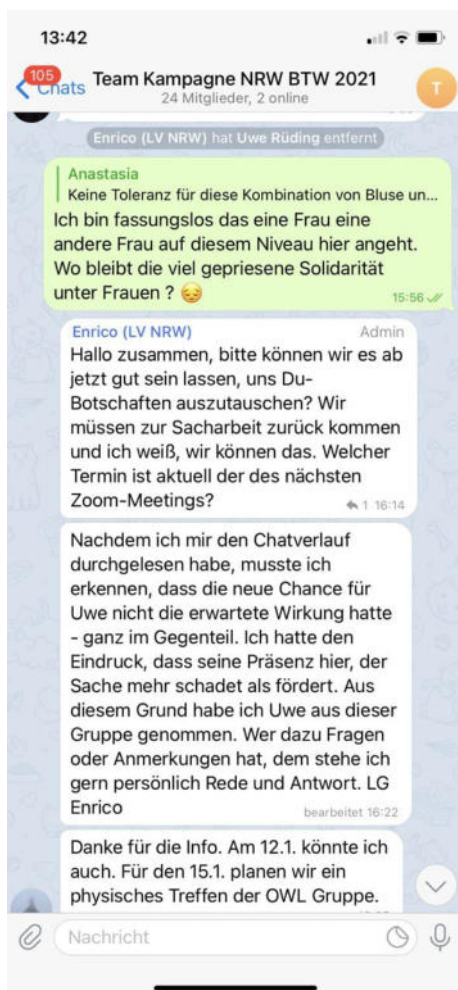 13:42
105
Chats
Team Kampagne NRW BTW 2021
24 Mitglieder, 2 online
T
Enrico (LV NRW) hat Uwe Rüding entfernt
Anastasia
Keine Toleranz für diese Kombination von Bluse un...
Ich bin fassungslos das eine Frau eine
andere Frau auf diesem Niveau hier angeht.
Wo bleibt die viel gepriesene Solidarität
unter Frauen ? 😔
15:56
Enrico (LV NRW) Admin
Hallo zusammen, bitte können wir es ab
jetzt gut sein lassen, uns Du-
Botschaften auszutauschen? Wir
müssen zur Sacharbeit zurück kommen
und ich weiß, wir können das. Welcher
Termin ist aktuell der des nächsten
Zoom-Meetings?
1 16:14
Nachdem ich mir den Chatverlauf
durchgelesen habe, musste ich
erkennen, dass die neue Chance für
Uwe nicht die erwartete Wirkung hatte
- ganz im Gegenteil. Ich hatte den
Eindruck, dass seine Präsenz hier, der
Sache mehr schadet als fördert. Aus
diesem Grund habe ich Uwe aus dieser
Gruppe genommen. Wer dazu Fragen
oder Anmerkungen hat, dem stehe ich
gern persönlich Rede und Antwort. LG
Enrico
bearbeitet 16:22
Danke für die Info. Am 12.1. könnte ich
auch. Für den 15.1. planen wir ein
physisches Treffen der OWL Gruppe.
Nachricht